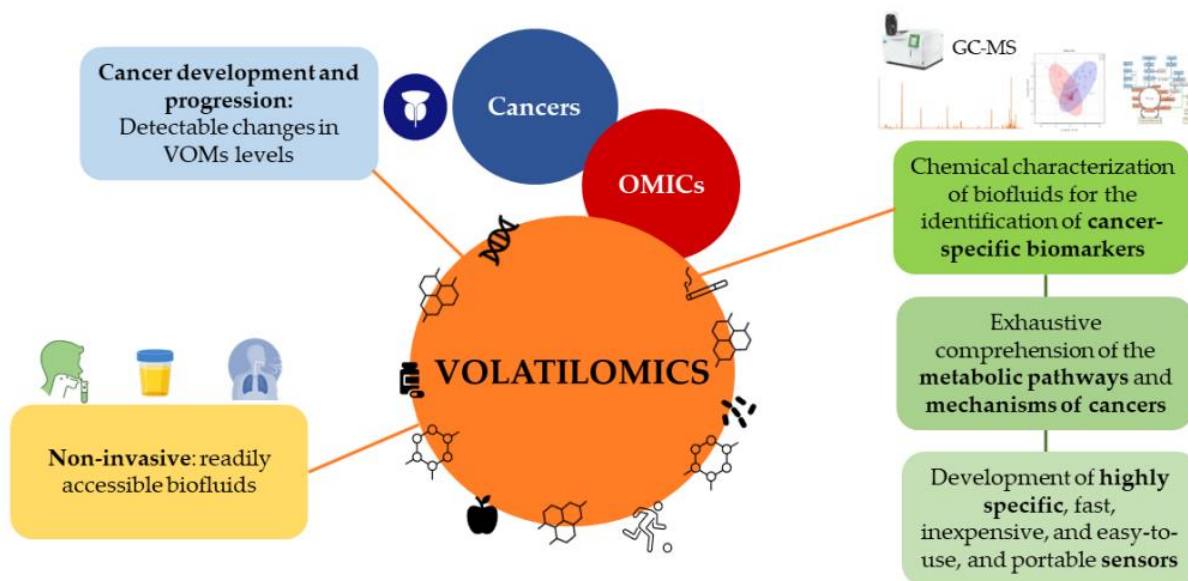 Cancer development and
progression:
Detectable changes in
VOMs levels
Cancers
OMICs
GC-MS
Chemical characterization
of biofluids for the
identification of cancer-
specific biomarkers
VOLATILOMICS
Exhaustive
comprehension of the
metabolic pathways and
mechanisms of cancers
Non-invasive: readily
accessible biofluids
Development of highly
specific, fast,
inexpensive, and easy-to-
use, and portable sensors